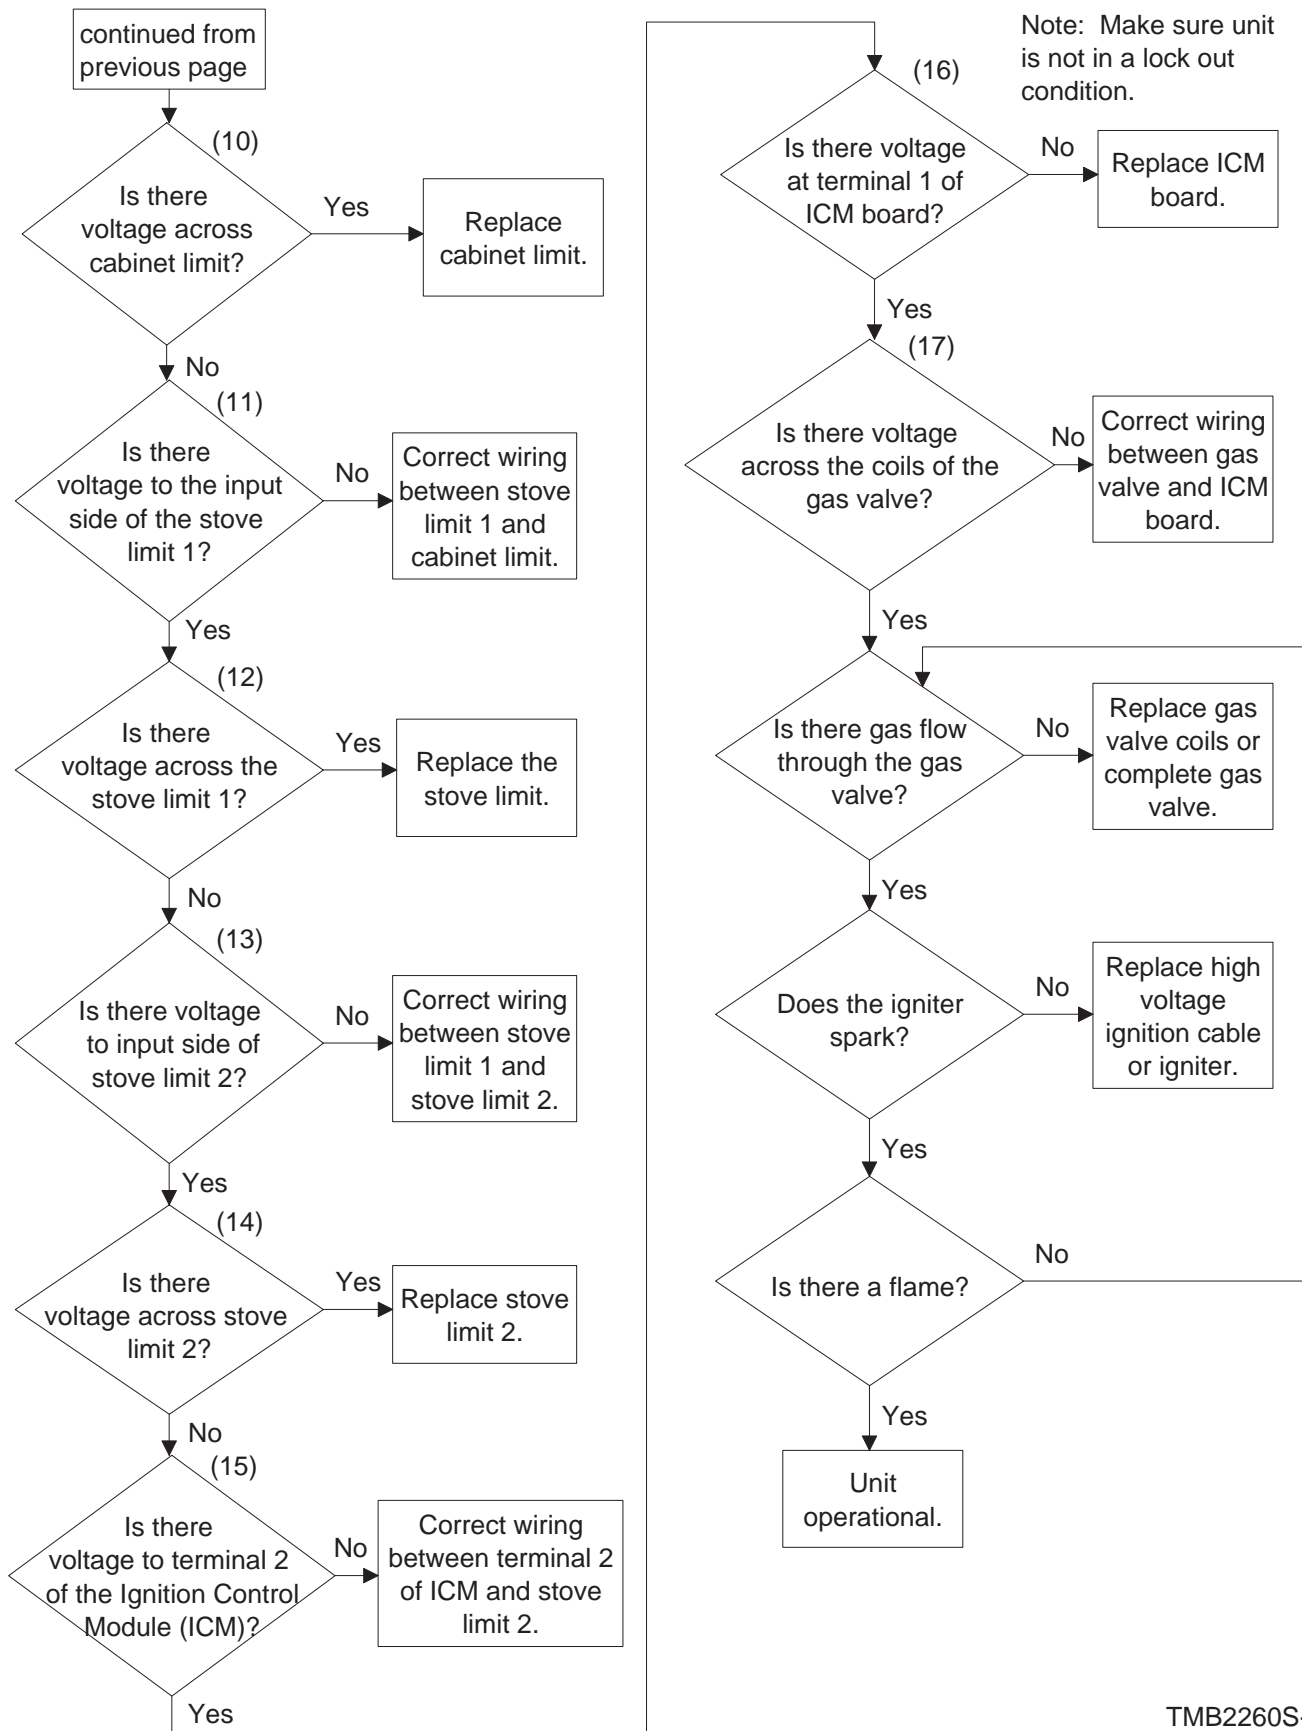 continued from
previous page
(10)
Is there
voltage across
cabinet limit?
Yes
Replace
cabinet limit.
No
(11)
Is there
voltage to the input
side of the stove
limit 1?
No
Correct wiring
between stove
limit 1 and
cabinet limit.
Yes
(12)
Is there
voltage across the
stove limit 1?
Yes
Replace the
stove limit.
No
(13)
Is there voltage
to input side of
stove limit 2?
No
Correct wiring
between stove
limit 1 and
stove limit 2.
Yes
(14)
Is there
voltage across stove
limit 2?
Yes
Replace stove
limit 2.
No
(15)
Is there
voltage to terminal 2
of the Ignition Control
Module (ICM)?
No
Correct wiring
between terminal 2
of ICM and stove
limit 2.
Yes
Note: Make sure unit
is not in a lock out
condition.
(16)
Is there voltage
at terminal 1 of
ICM board?
No
Replace ICM
board.
Yes
(17)
Is there voltage
across the coils of the
gas valve?
No
Correct wiring
between gas
valve and ICM
board.
Yes
Is there gas flow
through the gas
valve?
No
Replace gas
valve coils or
complete gas
valve.
Yes
Does the igniter
spark?
No
Replace high
voltage
ignition cable
or igniter.
Yes
Is there a flame?
No
Yes
Unit
operational.
TMB2260S-